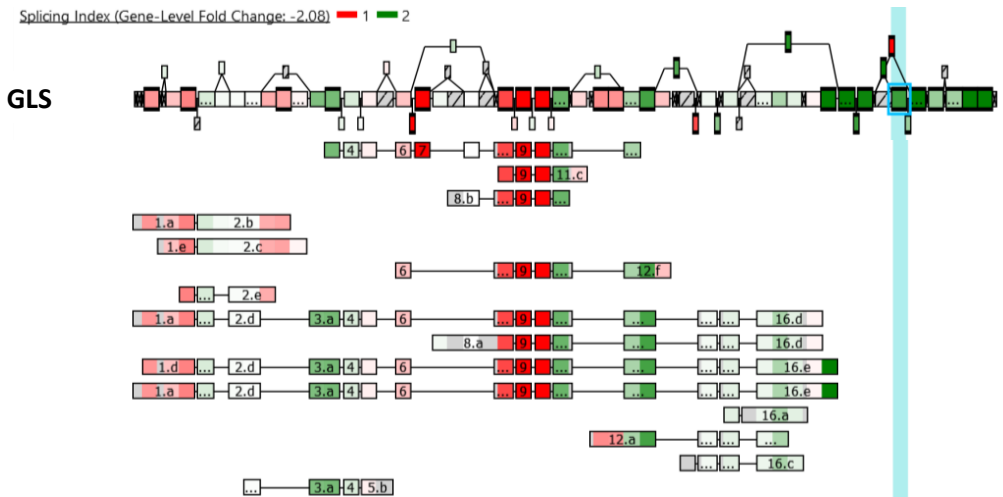 Splicing Index (Gene-Level Fold Change: -2.08) 1 2
GLS
... ... ... ... ... ... ... ... ...
4 6 7 ... 9 ... ...
... 9 11.c
8.b ... 9 ...
1.a 2.b
1.e 2.c
6 ... 9 ... 12.f
... 2.e
1.a ... 2.d 3.a 4 6 ... 9 ... ... ... ... 16.d
8.a 9 ... ... ... ... 16.d
1.d ... 2.d 3.a 4 6 ... 9 ... ... ... ... 16.e
1.a ... 2.d 3.a 4 6 ... 9 ... ... ... ... 16.e
16.a
12.a ... ... ...
... ... 16.c
... 3.a 4 5.b